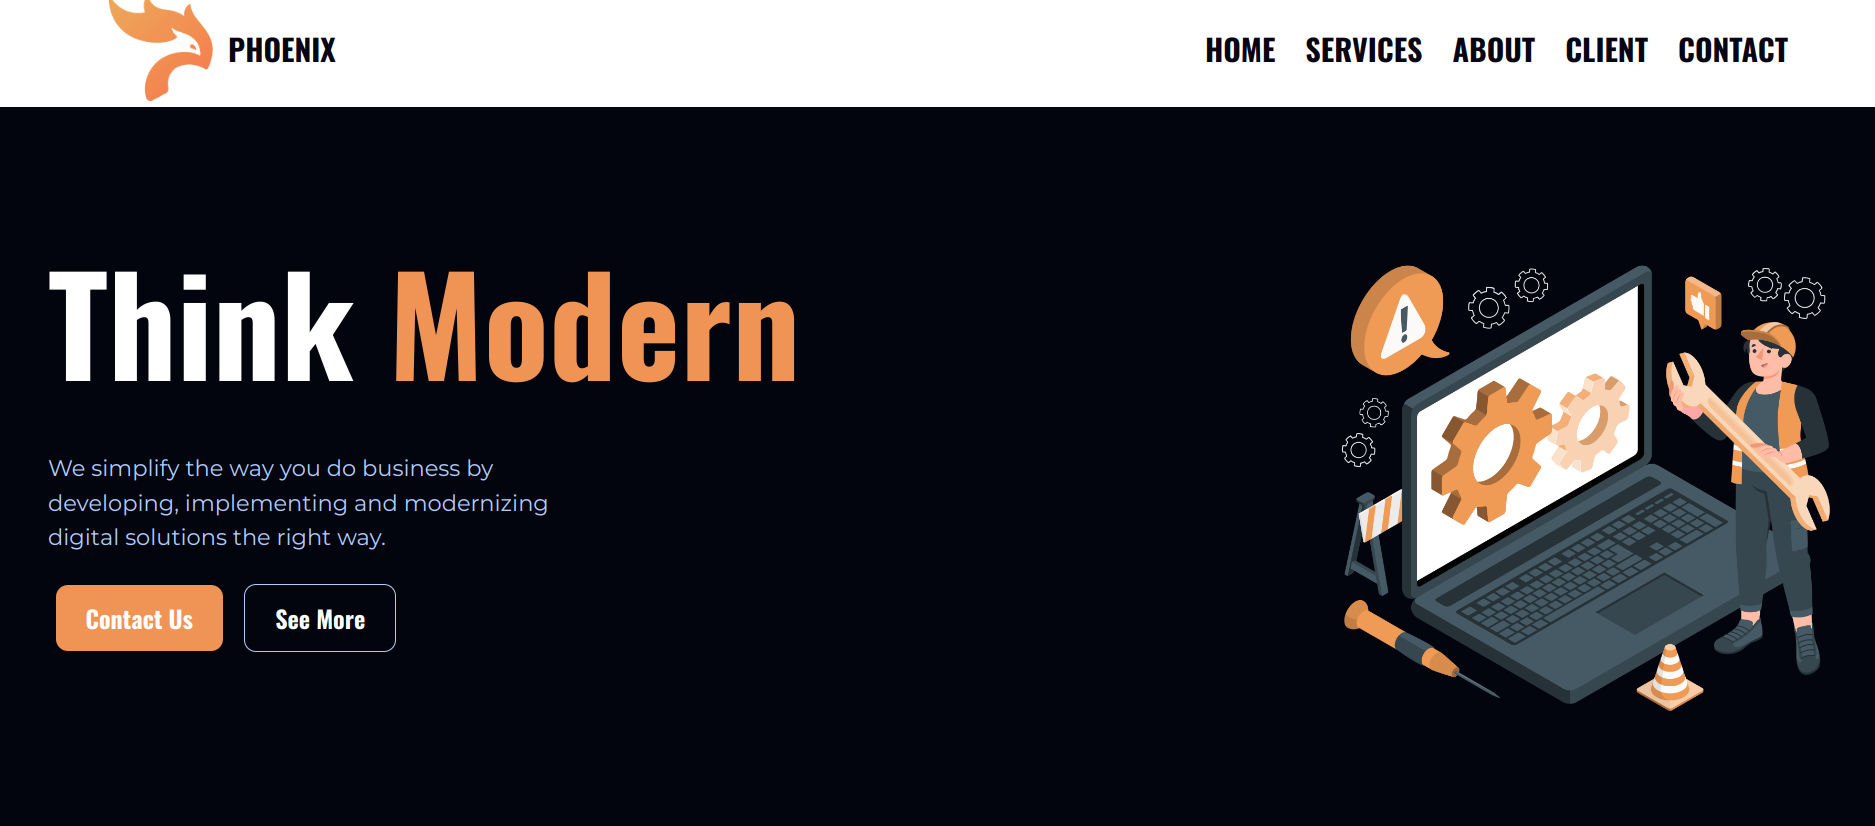 PHOENIX
HOME SERVICES ABOUT CLIENT CONTACT
Think Modern
We simplify the way you do business by
developing, implementing and modernizing
digital solutions the right way.
Contact Us See More